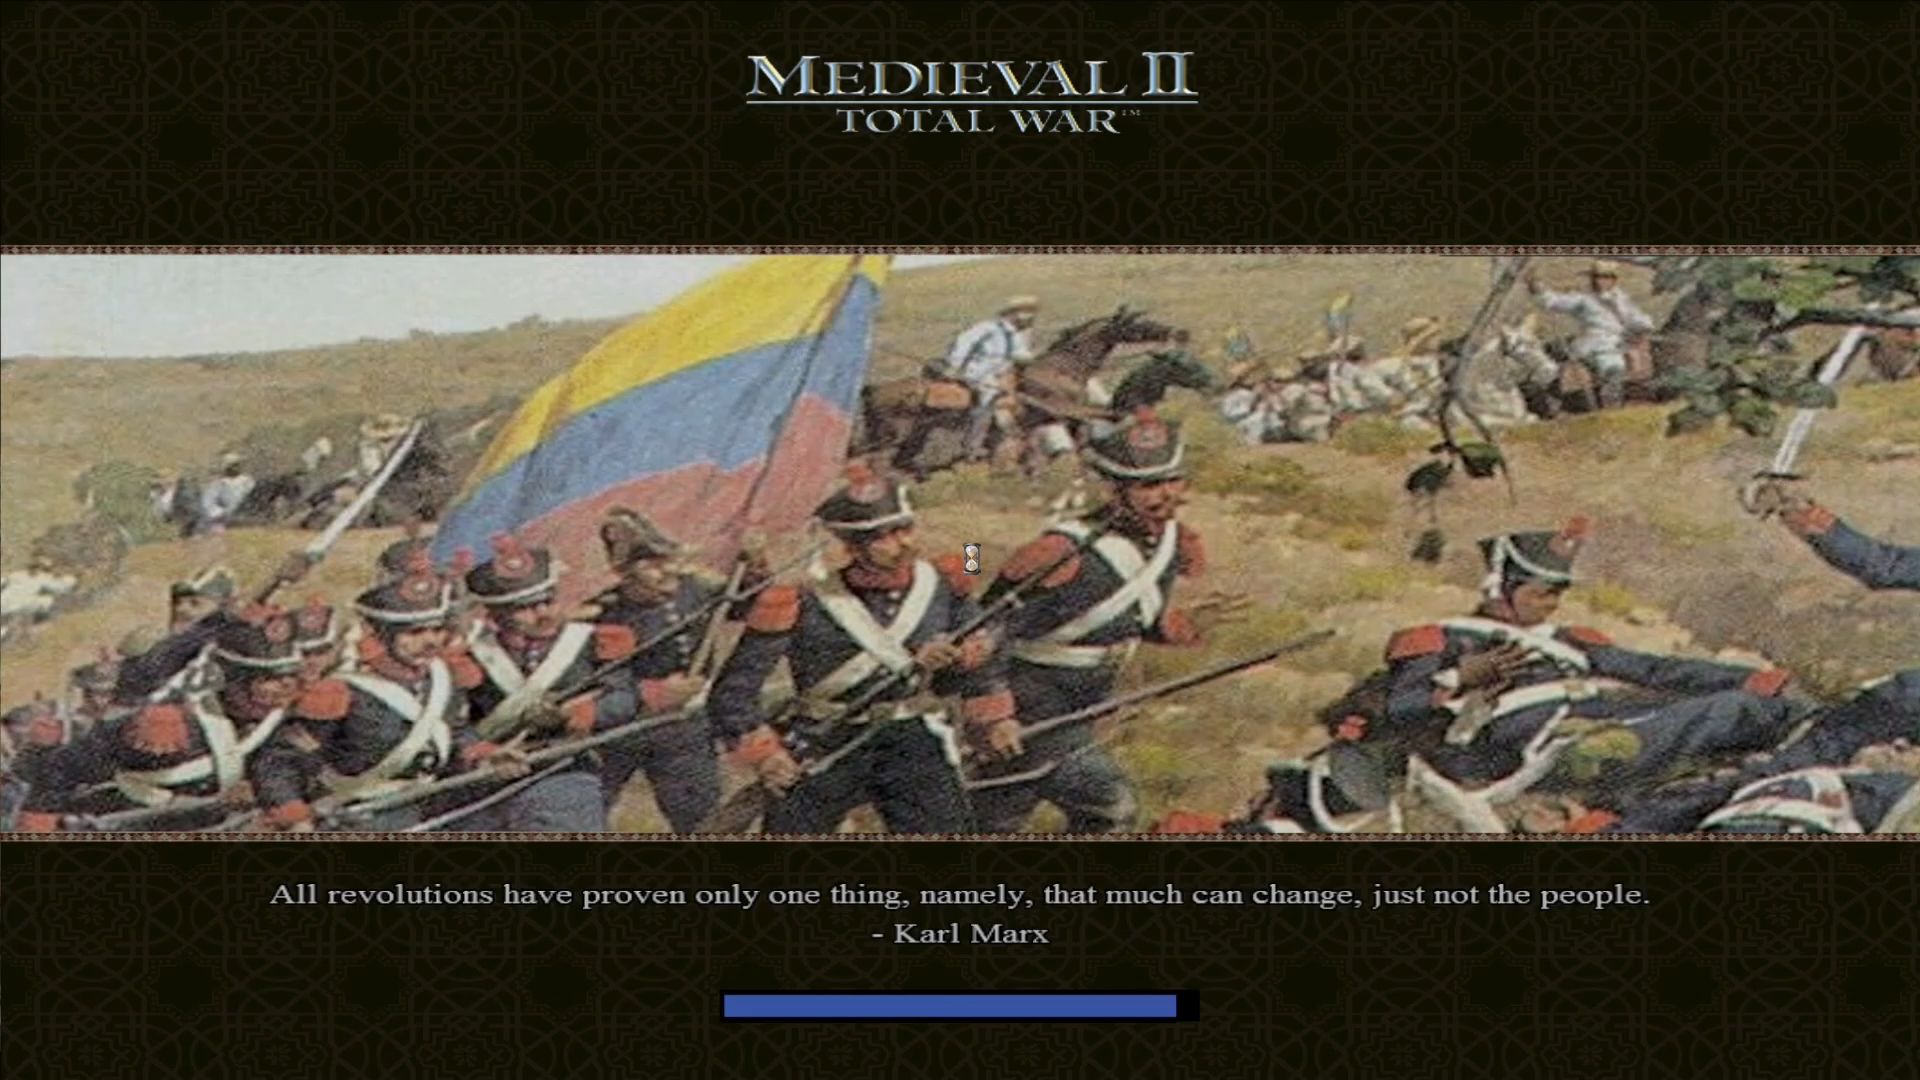 MEDIEVAL II
TOTAL WAR™
All revolutions have proven only one thing, namely, that much can change, just not the people.
- Karl Marx